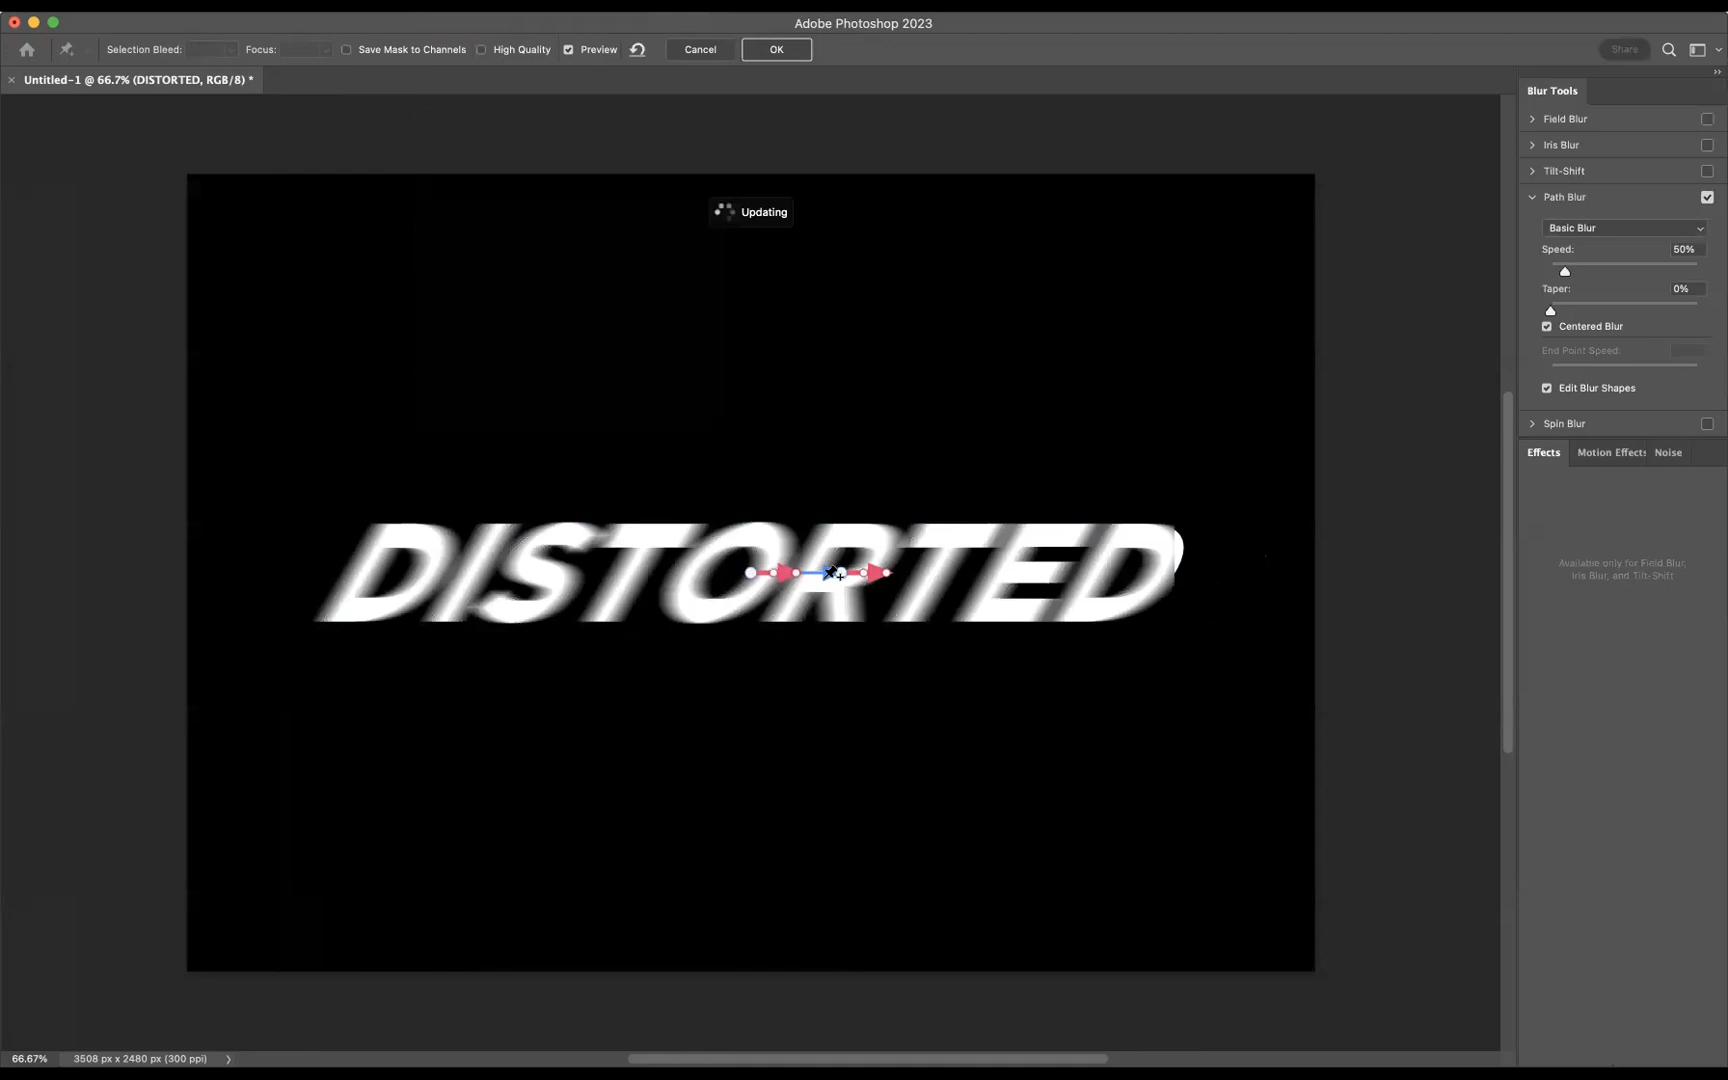 Adobe Photoshop 2023
Selection Bleed: Focus: Save Mask to Channels High Quality Preview Cancel OK Share
× Untitled-1 @ 66.7% (DISTORTED, RGB/8) *
Blur Tools
Field Blur
Iris Blur
Tilt-Shift
Path Blur
Updating
Basic Blur
Speed: 50%
Taper: 0%
Centered Blur
End Point Speed:
Edit Blur Shapes
Spin Blur
Effects Motion Effects Noise
DISTORTED
Available only for Field Blur,
Iris Blur, and Tilt-Shift
66.67% 3508 px x 2480 px (300 ppi)